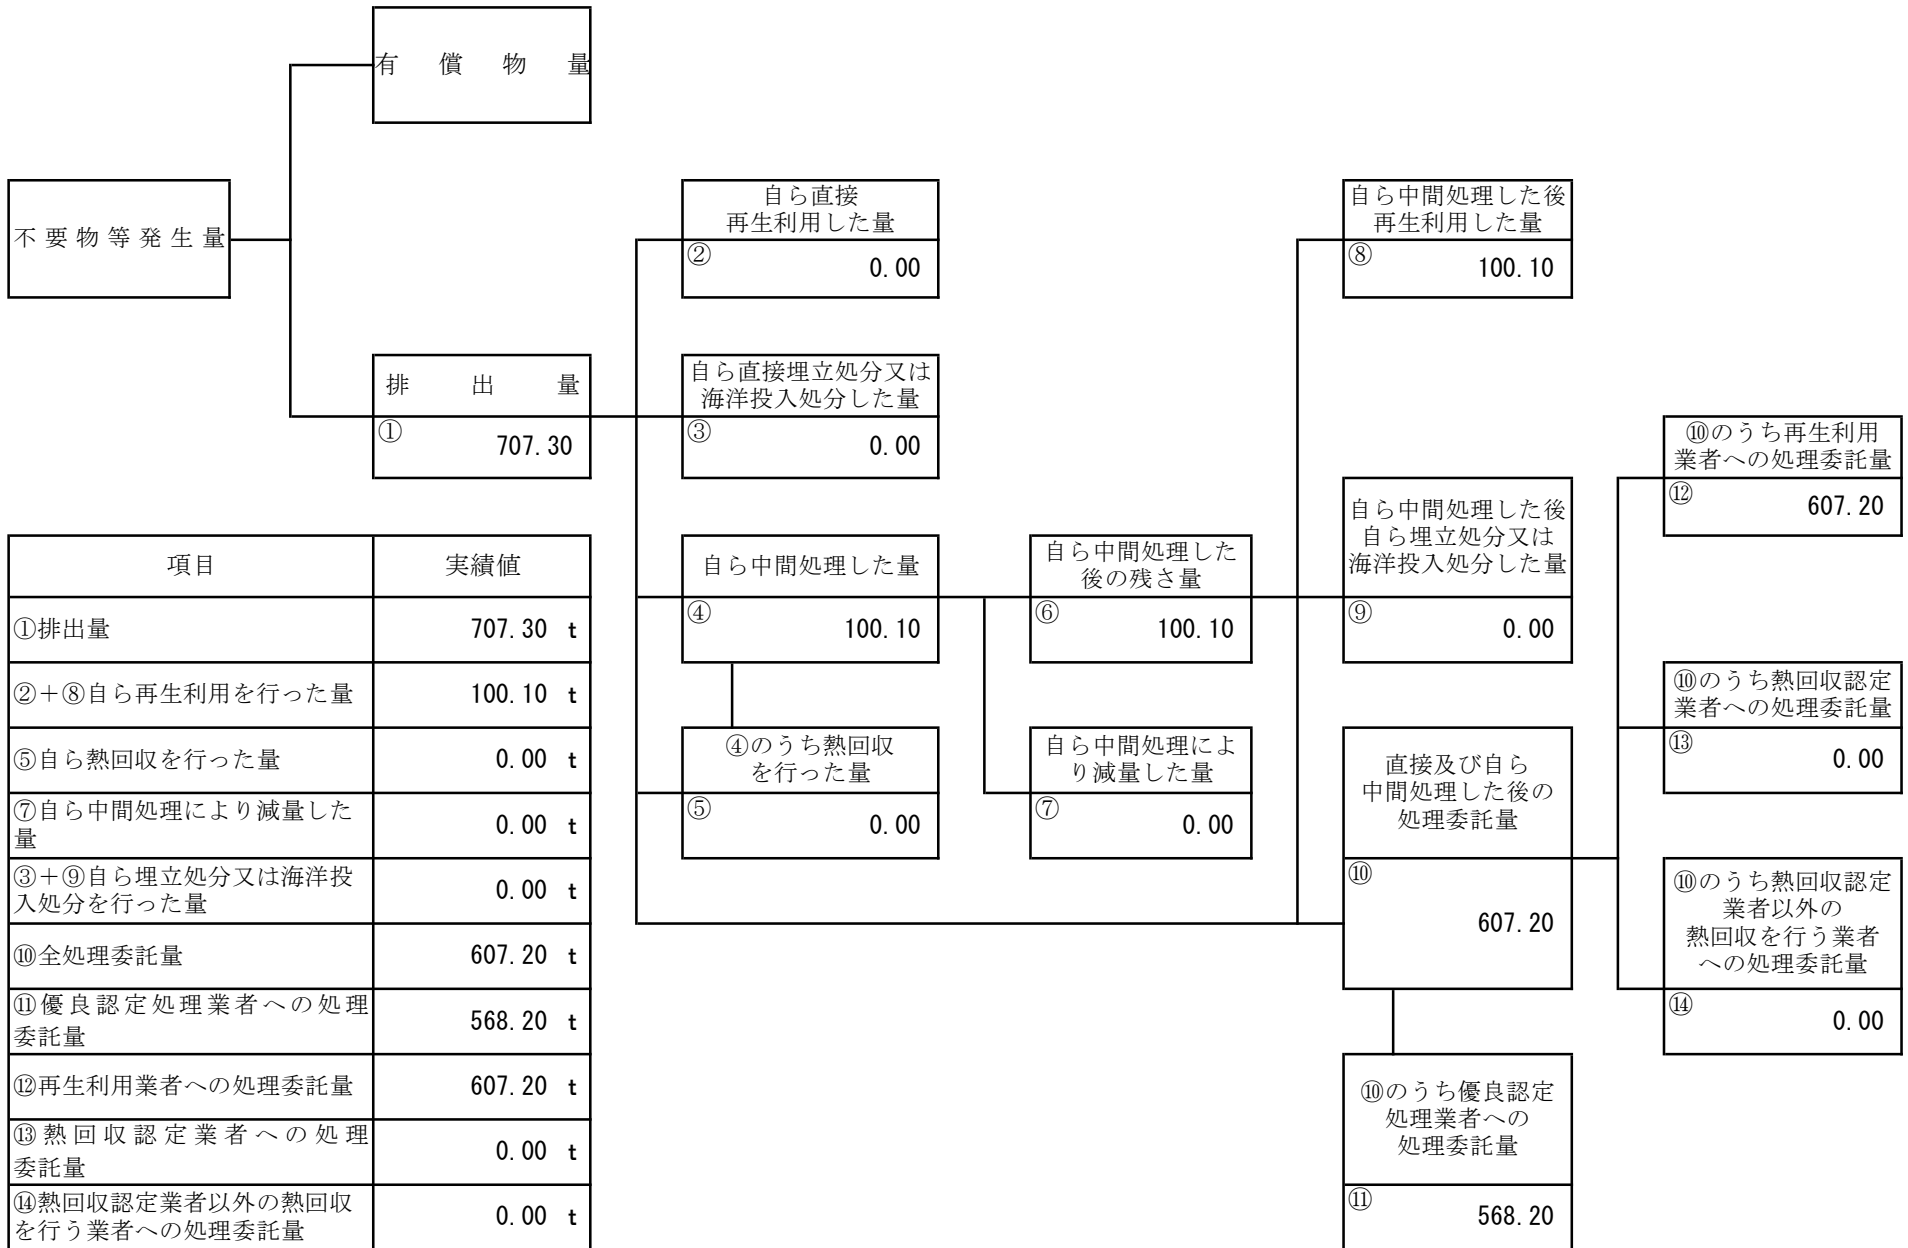 有償物量
不要物等発生量
排出量
①
707.30
自ら直接
再生利用した量
②
0.00
自ら直接埋立処分又は
海洋投入処分した量
③
0.00
自ら中間処理した量
④
100.10
④のうち熱回収
を行った量
⑤
0.00
自ら中間処理した
後の残さ量
⑥
100.10
自ら中間処理によ
り減量した量
⑦
0.00
自ら中間処理した後
再生利用した量
⑧
100.10
自ら中間処理した後
自ら埋立処分又は
海洋投入処分した量
⑨
0.00
直接及び自ら
中間処理した後の
処理委託量
⑩
607.20
⑩のうち優良認定
処理業者への
処理委託量
⑪
568.20
⑩のうち再生利用
業者への処理委託量
⑫
607.20
⑩のうち熱回収認定
業者への処理委託量
⑬
0.00
⑩のうち熱回収認定
業者以外の
熱回収を行う業者
への処理委託量
⑭
0.00
項目 実績値
①排出量 707.30 t
②＋⑧自ら再生利用を行った量 100.10 t
⑤自ら熱回収を行った量 0.00 t
⑦自ら中間処理により減量した
量
0.00 t
③＋⑨自ら埋立処分又は海洋投
入処分を行った量
0.00 t
⑩全処理委託量 607.20 t
⑪優良認定処理業者への処理
委託量
568.20 t
⑫再生利用業者への処理委託量 607.20 t
⑬熱回収認定業者への処理
委託量
0.00 t
⑭熱回収認定業者以外の熱回収
を行う業者への処理委託量
0.00 t